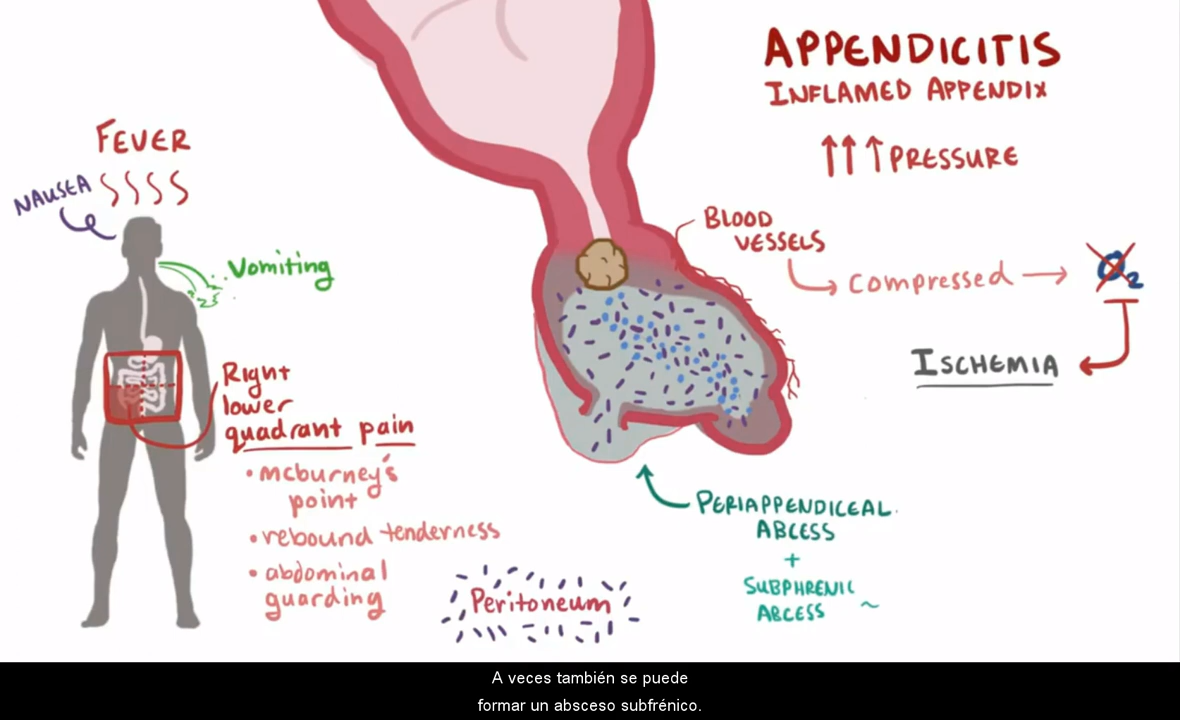 APPENDICITIS
INFLAMED APPENDIX
↑↑↑ PRESSURE
FEVER
NAUSEA
Vomiting
BLOOD
VESSELS
Compressed
O2
ISCHEMIA
Right
lower
quadrant pain
• mcburney's
point
• rebound tenderness
• abdominal
guarding
Peritoneum
PERIAPPENDICEAL
ABCESS
+
SUBPHRENIC
ABCESS ~
A veces también se puede
formar un absceso subfrénico.